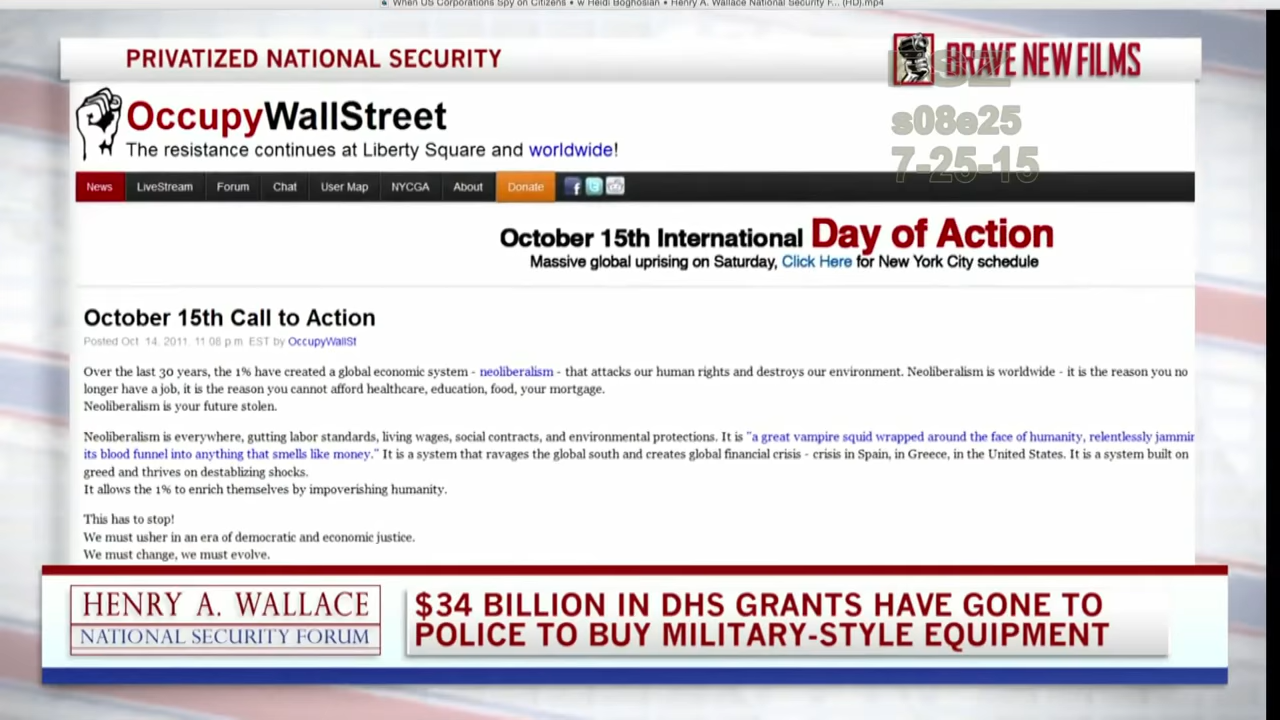 When US Corporations Spy on Citizens • w Heidi Boghosian • Henry A. Wallace National Security F... (HD).mp4
PRIVATIZED NATIONAL SECURITY
BRAVE NEW FILMS
s08e25
7-25-15
OccupyWallStreet
The resistance continues at Liberty Square and worldwide!
News LiveStream Forum Chat User Map NYCGA About Donate
October 15th International Day of Action
Massive global uprising on Saturday, Click Here for New York City schedule
October 15th Call to Action
Posted Oct. 14, 2011, 11:08 p.m. EST by OccupyWallSt
Over the last 30 years, the 1% have created a global economic system - neoliberalism - that attacks our human rights and destroys our environment. Neoliberalism is worldwide - it is the reason you no
longer have a job, it is the reason you cannot afford healthcare, education, food, your mortgage.
Neoliberalism is your future stolen.
Neoliberalism is everywhere, gutting labor standards, living wages, social contracts, and environmental protections. It is "a great vampire squid wrapped around the face of humanity, relentlessly jammin
its blood funnel into anything that smells like money." It is a system that ravages the global south and creates global financial crisis - crisis in Spain, in Greece, in the United States. It is a system built on
greed and thrives on destablizing shocks.
It allows the 1% to enrich themselves by impoverishing humanity.
This has to stop!
We must usher in an era of democratic and economic justice.
We must change, we must evolve.
HENRY A. WALLACE
NATIONAL SECURITY FORUM
$34 BILLION IN DHS GRANTS HAVE GONE TO
POLICE TO BUY MILITARY-STYLE EQUIPMENT